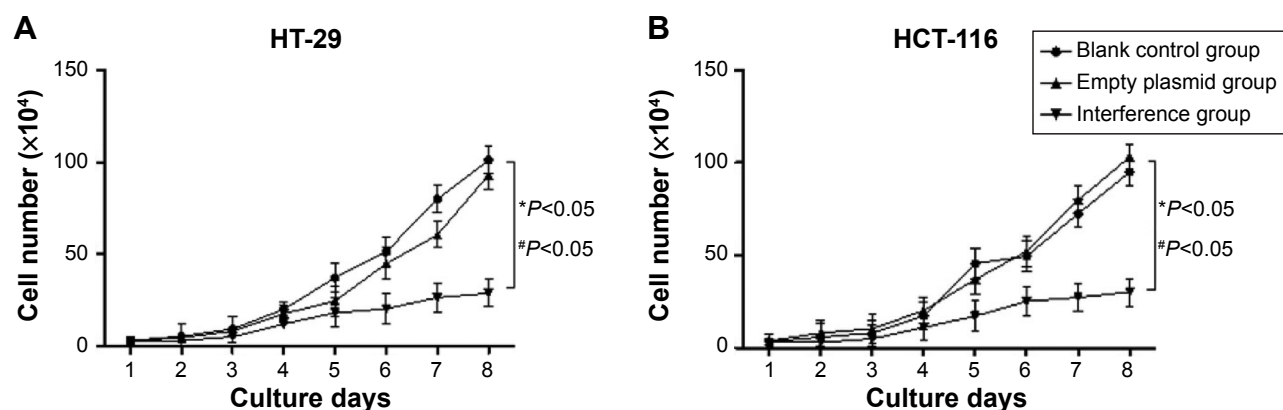 A
HT-29
150
100
50
0
Cell number (×10⁴)
1 2 3 4 5 6 7 8
Culture days
*P<0.05
#P<0.05
B
HCT-116
150
100
50
0
Cell number (×10⁴)
1 2 3 4 5 6 7 8
Culture days
*P<0.05
#P<0.05
Blank control group
Empty plasmid group
Interference group